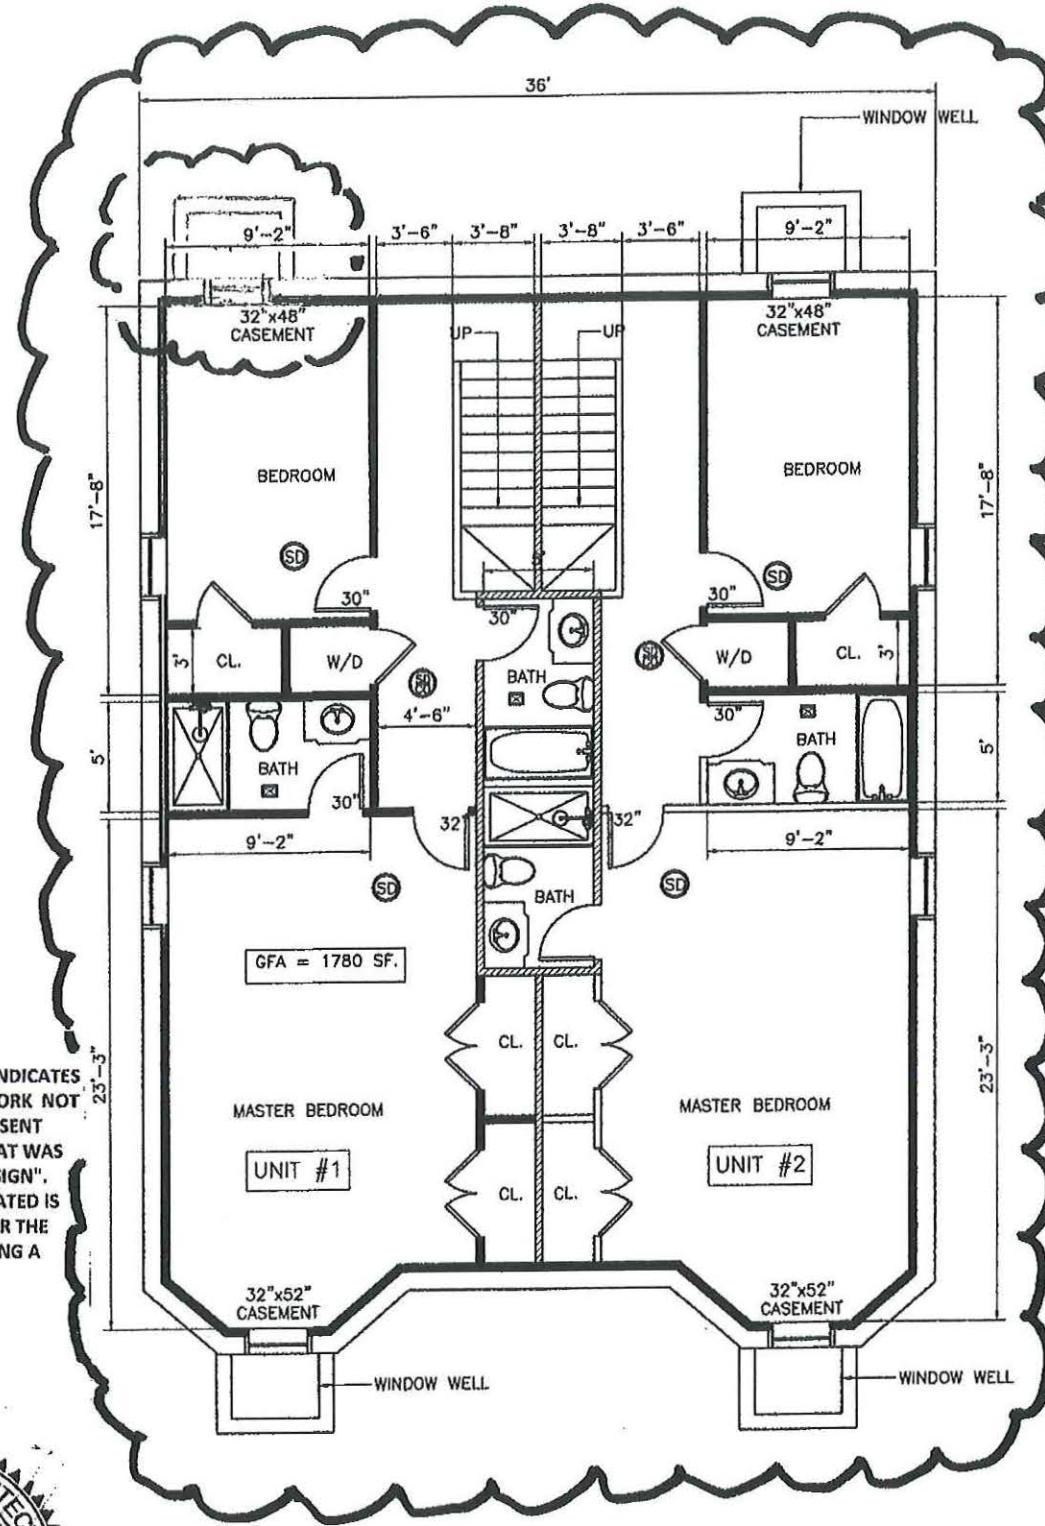 36'
WINDOW WELL
9'-2"
3'-6"
3'-8"
3'-8"
3'-6"
9'-2"
32"x48"
CASEMENT
32"x48"
CASEMENT
UP
UP
BEDROOM
BEDROOM
17'-8"
17'-8"
SD
SD
5'
30"
30"
30"
3'
CL.
W/D
W/D
CL.
3'
BATH
4'-6"
30"
5'
BATH
30"
BATH
5'
32"
32"
9'-2"
9'-2"
SD
SD
BATH
GFA = 1780 SF.
CL.
CL.
23'-3"
23'-3"
NDICATES
ORK NOT
SENT
AT WAS
SIGN".
ATED IS
R THE
NG A
MASTER BEDROOM
MASTER BEDROOM
UNIT #1
UNIT #2
CL.
CL.
32"x52"
CASEMENT
32"x52"
CASEMENT
WINDOW WELL
WINDOW WELL
TEC